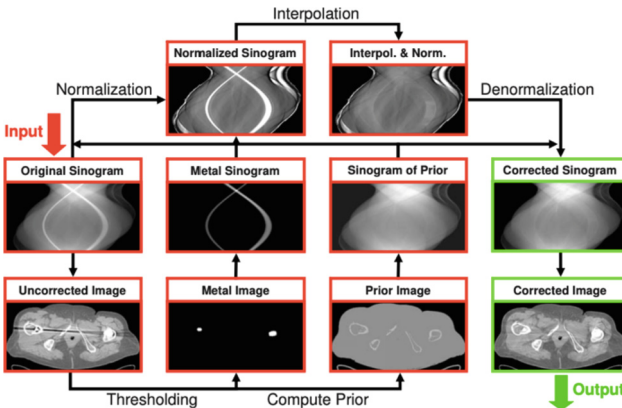 Interpolation
Normalized Sinogram
Interpol. & Norm.
Normalization
Denormalization
Input
Original Sinogram
Metal Sinogram
Sinogram of Prior
Corrected Sinogram
Uncorrected Image
Metal Image
Prior Image
Corrected Image
Thresholding
Compute Prior
Output